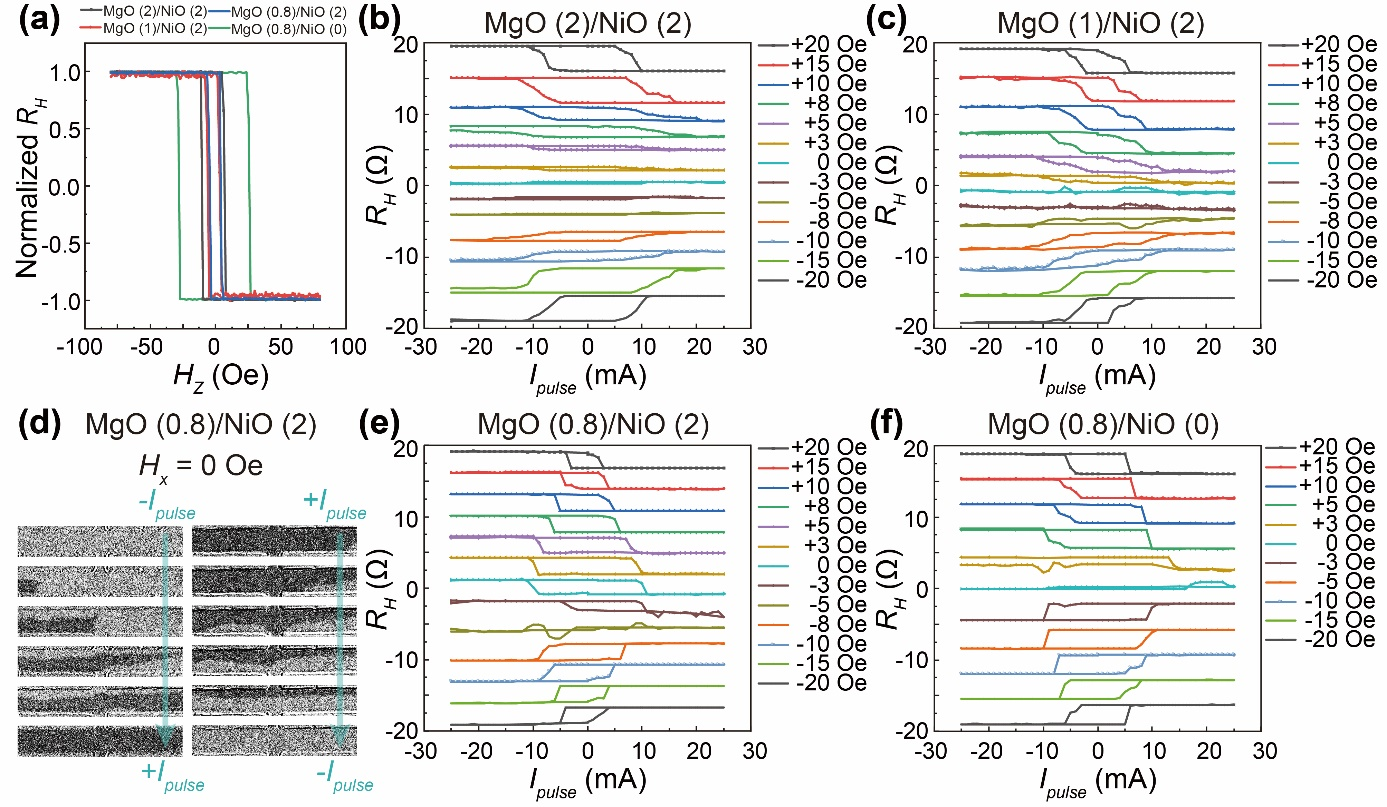 (a)
MgO (2)/NiO (2)
MgO (0.8)/NiO (2)
MgO (1)/NiO (2)
MgO (0.8)/NiO (0)
Normalized R_H
1.0
0.5
0.0
-0.5
-1.0
-100 -50 0 50 100
H_Z (Oe)
(b)
MgO (2)/NiO (2)
R_H (Ω)
20
10
0
-10
-20
-30 -20 -10 0 10 20 30
I_pulse (mA)
+20 Oe
+15 Oe
+10 Oe
+8 Oe
+5 Oe
+3 Oe
0 Oe
-3 Oe
-5 Oe
-8 Oe
-10 Oe
-15 Oe
-20 Oe
(c)
MgO (1)/NiO (2)
R_H (Ω)
20
10
0
-10
-20
-30 -20 -10 0 10 20 30
I_pulse (mA)
+20 Oe
+15 Oe
+10 Oe
+8 Oe
+5 Oe
+3 Oe
0 Oe
-3 Oe
-5 Oe
-8 Oe
-10 Oe
-15 Oe
-20 Oe
(d)
MgO (0.8)/NiO (2)
H_x = 0 Oe
-I_pulse
+I_pulse
+I_pulse
-I_pulse
(e)
MgO (0.8)/NiO (2)
R_H (Ω)
20
10
0
-10
-20
-30 -20 -10 0 10 20 30
I_pulse (mA)
+20 Oe
+15 Oe
+10 Oe
+8 Oe
+5 Oe
+3 Oe
0 Oe
-3 Oe
-5 Oe
-8 Oe
-10 Oe
-15 Oe
-20 Oe
(f)
MgO (0.8)/NiO (0)
R_H (Ω)
20
10
0
-10
-20
-30 -20 -10 0 10 20 30
I_pulse (mA)
+20 Oe
+15 Oe
+10 Oe
+5 Oe
+3 Oe
0 Oe
-3 Oe
-5 Oe
-10 Oe
-15 Oe
-20 Oe